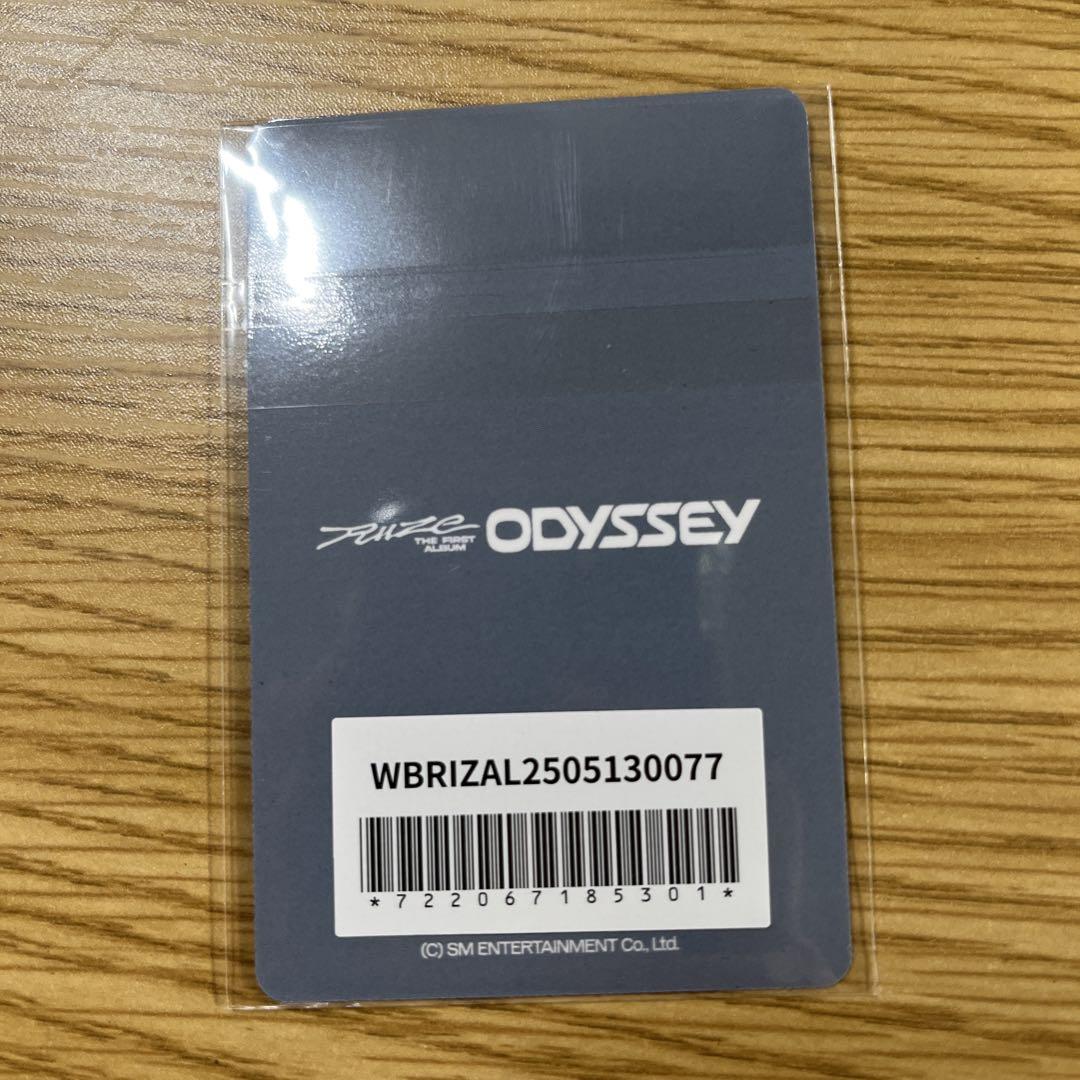 RIIZE THE FIRST ALBUM ODYSSEY
WBRIZAL2505130077
*722067185301*
(C) SM ENTERTAINMENT Co., Ltd.